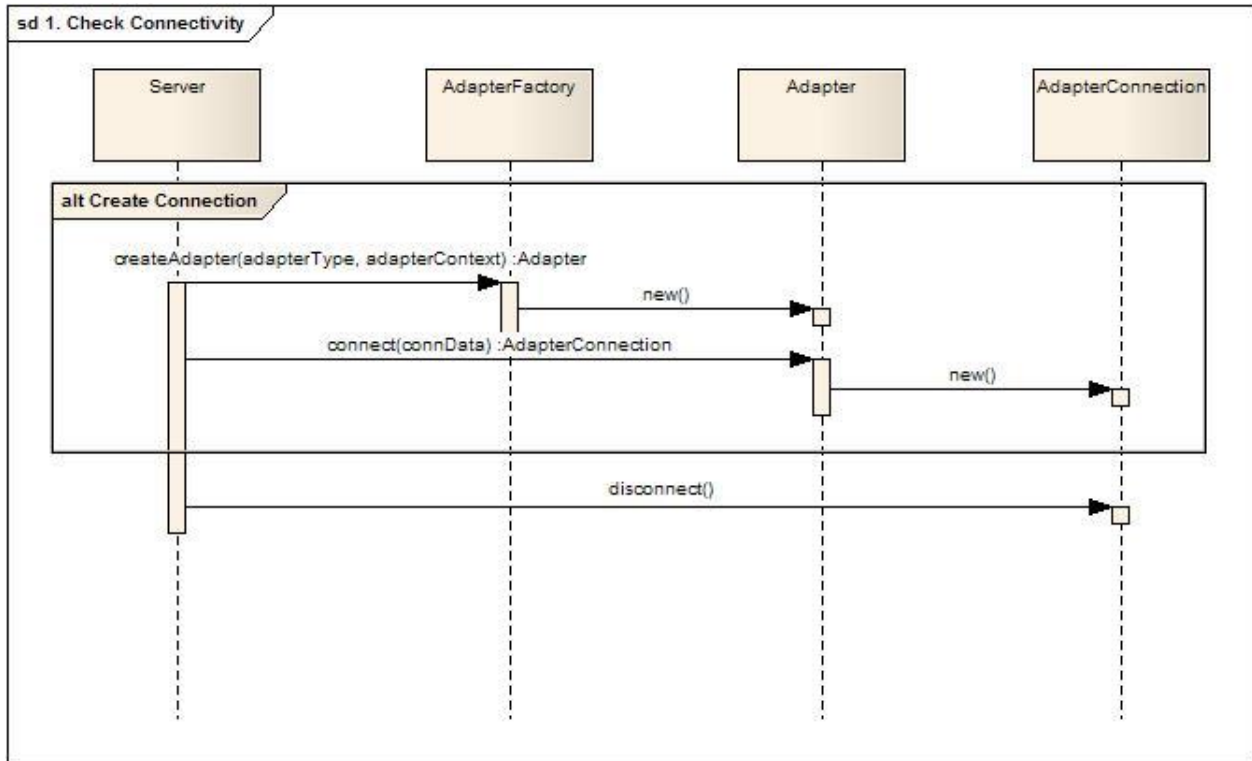 sd 1. Check Connectivity
Server
AdapterFactory
Adapter
AdapterConnection
alt Create Connection
createAdapter(adapterType, adapterContext) :Adapter
new()
connect(connData) :AdapterConnection
new()
disconnect()